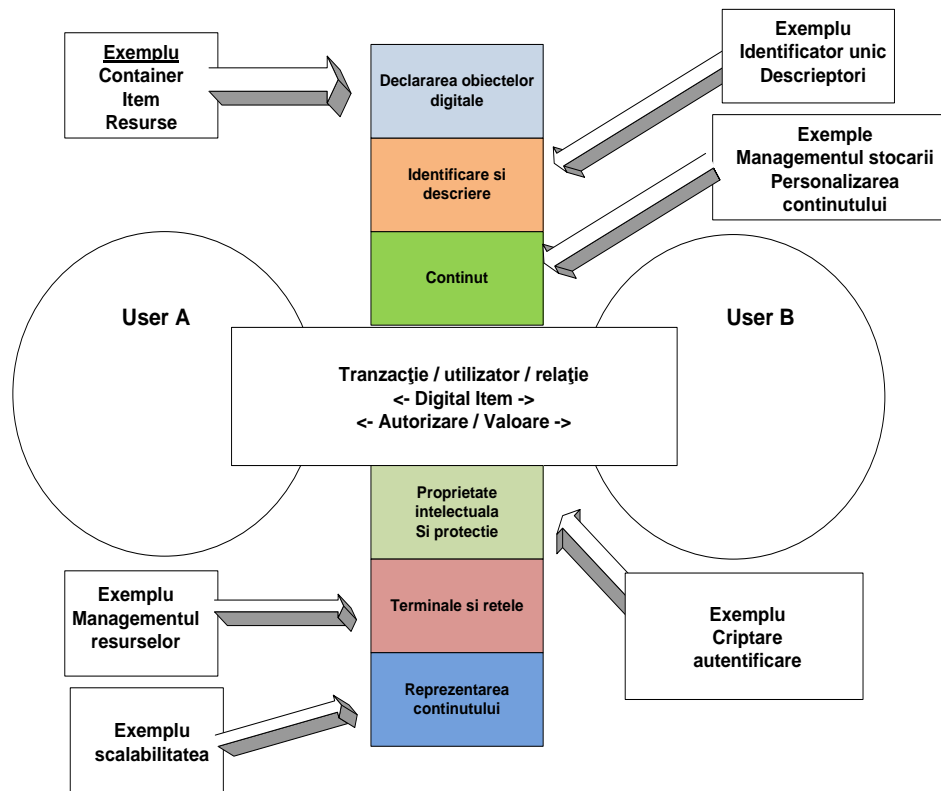 Exemplu
Container
Item
Resurse
Declararea obiectelor
digitale
Exemplu
Identificator unic
Descrieptori
Identificare si
descriere
Exemple
Managementul stocarii
Personalizarea
continutului
Continut
User A
User B
Tranzacţie / utilizator / relaţie
<- Digital Item ->
<- Autorizare / Valoare ->
Proprietate
intelectuala
Si protectie
Exemplu
Managementul
resurselor
Terminale si retele
Exemplu
Criptare
autentificare
Reprezentarea
continutului
Exemplu
scalabilitatea